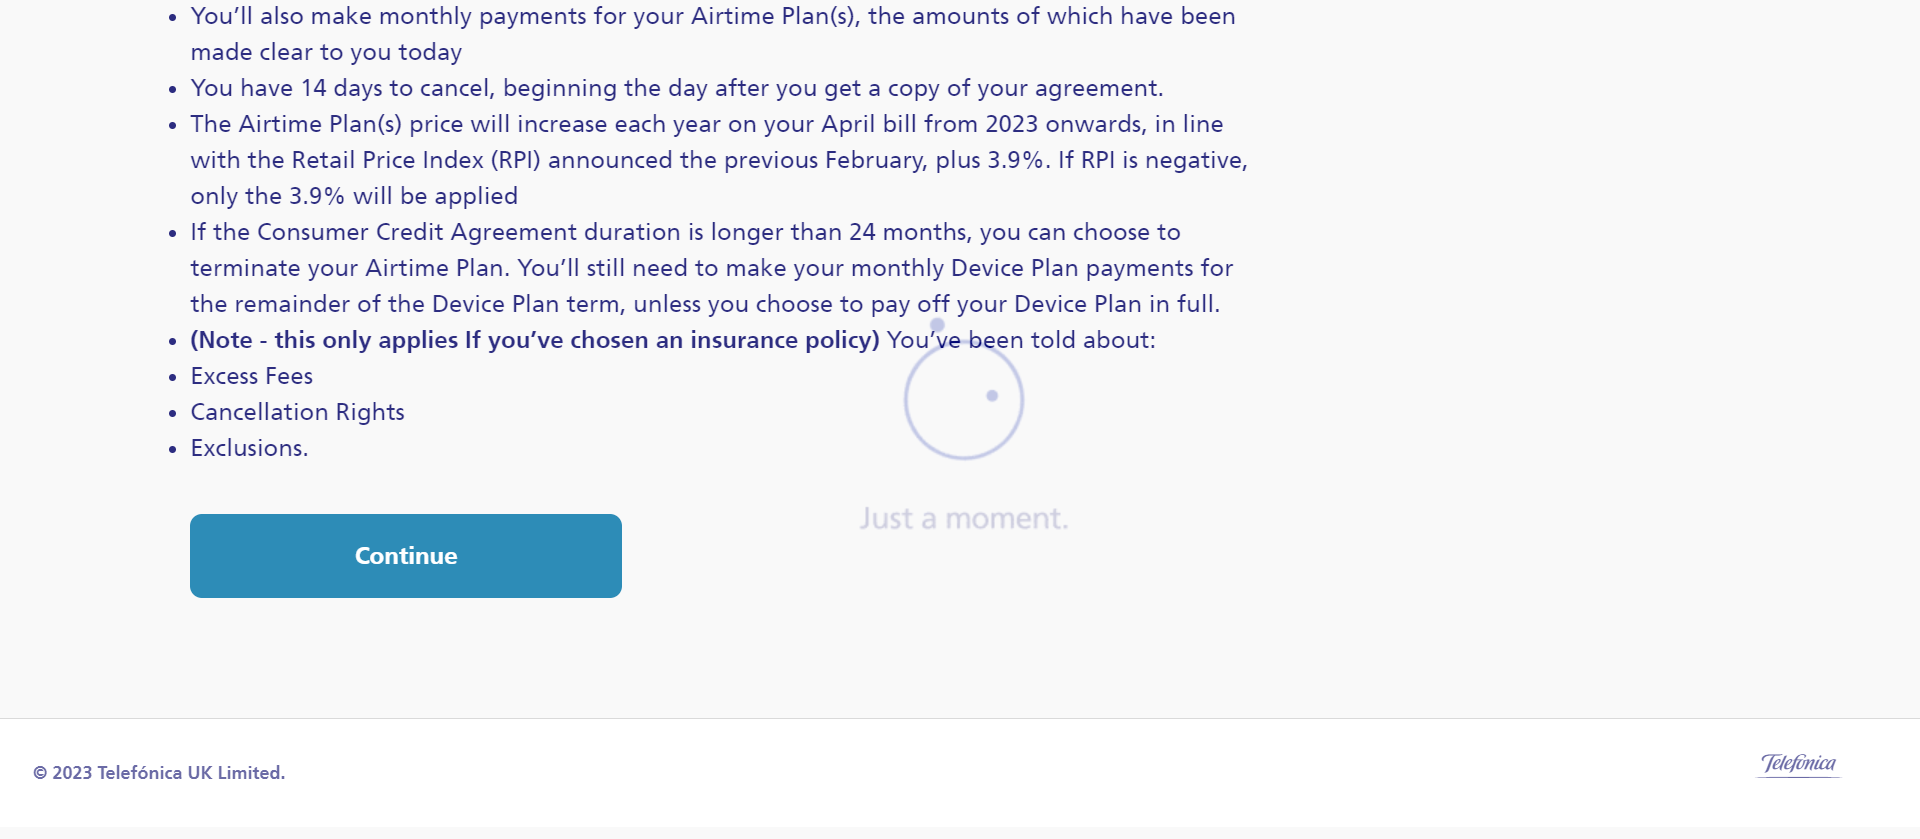 • You’ll also make monthly payments for your Airtime Plan(s), the amounts of which have been
made clear to you today
• You have 14 days to cancel, beginning the day after you get a copy of your agreement.
• The Airtime Plan(s) price will increase each year on your April bill from 2023 onwards, in line
with the Retail Price Index (RPI) announced the previous February, plus 3.9%. If RPI is negative,
only the 3.9% will be applied
• If the Consumer Credit Agreement duration is longer than 24 months, you can choose to
terminate your Airtime Plan. You’ll still need to make your monthly Device Plan payments for
the remainder of the Device Plan term, unless you choose to pay off your Device Plan in full.
• (Note - this only applies If you’ve chosen an insurance policy) You’ve been told about:
• Excess Fees
• Cancellation Rights
• Exclusions.
Just a moment.
Continue
© 2023 Telefónica UK Limited.
Telefónica